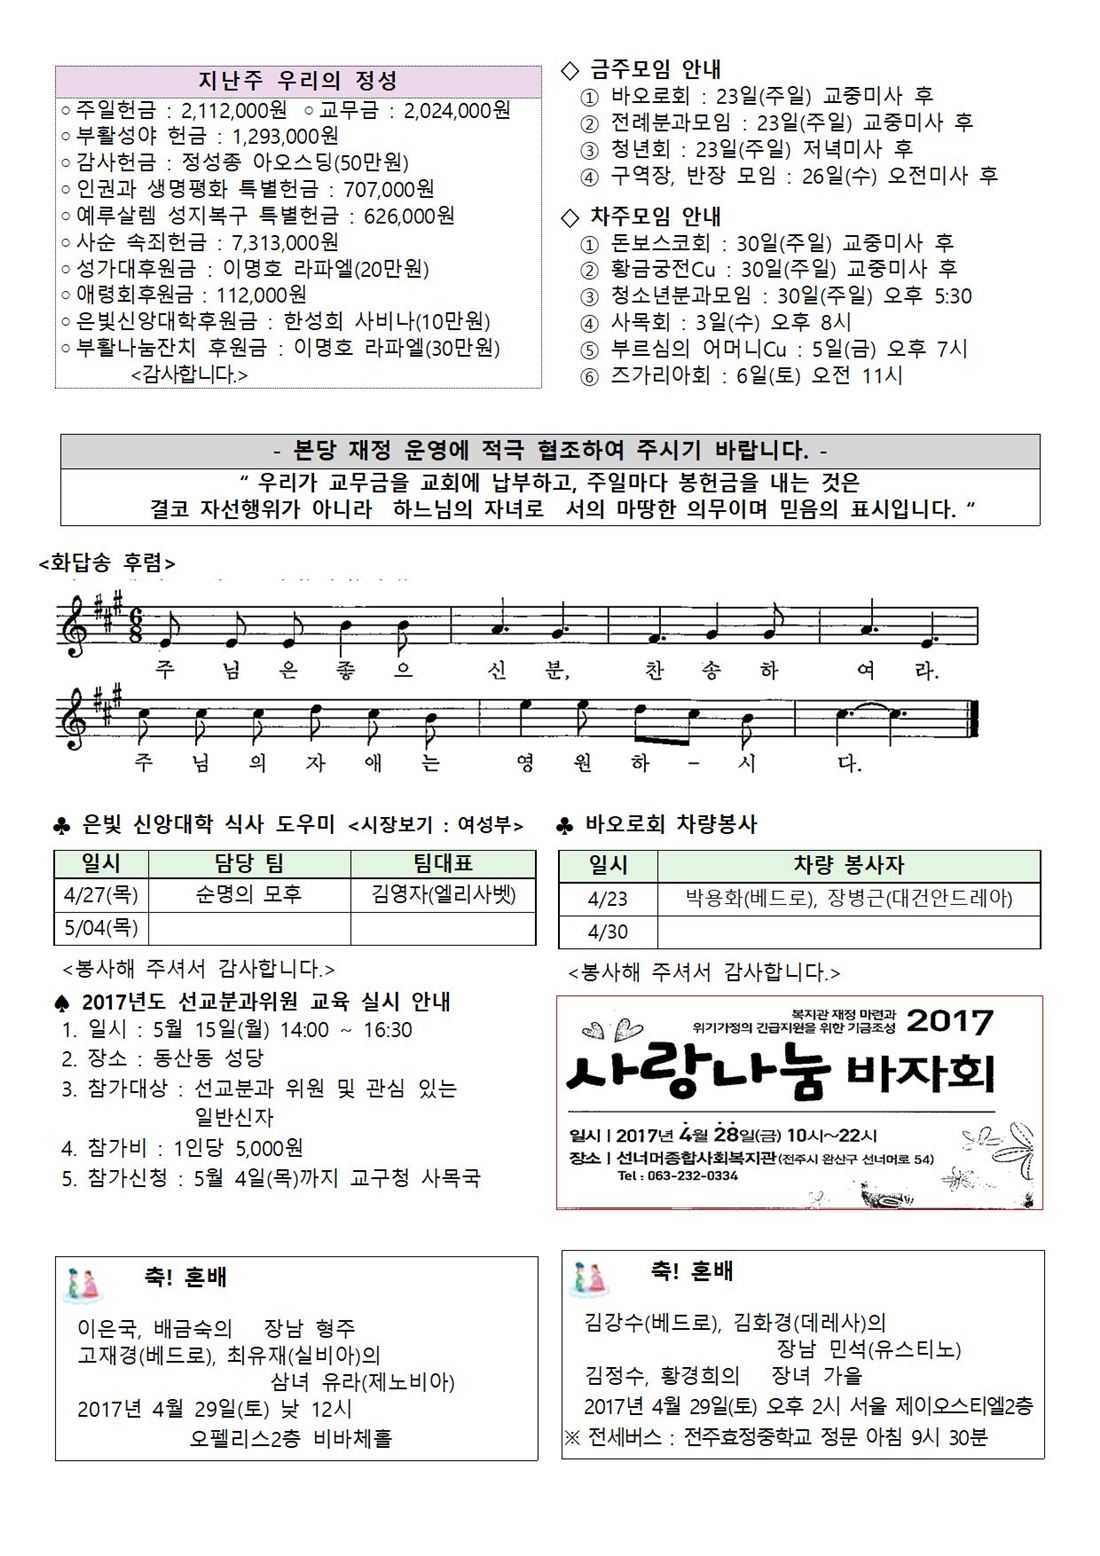 지난주 우리의 정성
○ 주일헌금 : 2,112,000원 ○ 교무금 : 2,024,000원
○ 부활성야 헌금 : 1,293,000원
○ 감사헌금 : 정성종 아오스딩(50만원)
○ 인권과 생명평화 특별헌금 : 707,000원
○ 예루살렘 성지복구 특별헌금 : 626,000원
○ 사순 속죄헌금 : 7,313,000원
○ 성가대후원금 : 이명호 라파엘(20만원)
○ 애령회후원금 : 112,000원
○ 은빛신앙대학후원금 : 한성희 사비나(10만원)
○ 부활나눔잔치 후원금 : 이명호 라파엘(30만원)
<감사합니다.>
◇ 금주모임 안내
① 바오로회 : 23일(주일) 교중미사 후
② 전례분과모임 : 23일(주일) 교중미사 후
③ 청년회 : 23일(주일) 저녁미사 후
④ 구역장, 반장 모임 : 26일(수) 오전미사 후
◇ 차주모임 안내
① 돈보스코회 : 30일(주일) 교중미사 후
② 황금궁전Cu : 30일(주일) 교중미사 후
③ 청소년분과모임 : 30일(주일) 오후 5:30
④ 사목회 : 3일(수) 오후 8시
⑤ 부르심의 어머니Cu : 5일(금) 오후 7시
⑥ 즈가리아회 : 6일(토) 오전 11시
- 본당 재정 운영에 적극 협조하여 주시기 바랍니다. -
“ 우리가 교무금을 교회에 납부하고, 주일마다 봉헌금을 내는 것은
결코 자선행위가 아니라 하느님의 자녀로 서의 마땅한 의무이며 믿음의 표시입니다. “
<화답송 후렴>
6
8
주 님 은 좋 으 신 분, 찬 송 하 여 라.
주 님 의 자 애 는 영 원 하 - 시 다.
♣ 은빛 신앙대학 식사 도우미 <시장보기 : 여성부>
일시 담당 팀 팀대표
4/27(목) 순명의 모후 김영자(엘리사벳)
5/04(목)
<봉사해 주셔서 감사합니다.>
♣ 바오로회 차량봉사
일시 차량 봉사자
4/23 박용화(베드로), 장병근(대건안드레아)
4/30
<봉사해 주셔서 감사합니다.>
♠ 2017년도 선교분과위원 교육 실시 안내
1. 일시 : 5월 15일(월) 14:00 ~ 16:30
2. 장소 : 동산동 성당
3. 참가대상 : 선교분과 위원 및 관심 있는
일반신자
4. 참가비 : 1인당 5,000원
5. 참가신청 : 5월 4일(목)까지 교구청 사목국
복지관 재정 마련과
위기가정의 긴급지원을 위한 기금조성 2017
사랑나눔 바자회
일시 | 2017년 4월 28일(금) 10시~22시
장소 | 선너머종합사회복지관(전주시 완산구 선너머로 54)
Tel : 063-232-0334
축! 혼배
이은국, 배금숙의 장남 형주
고재경(베드로), 최유재(실비아)의
삼녀 유라(제노비아)
2017년 4월 29일(토) 낮 12시
오펠리스2층 비바체홀
축! 혼배
김강수(베드로), 김화경(데레사)의
장남 민석(유스티노)
김정수, 황경희의 장녀 가을
2017년 4월 29일(토) 오후 2시 서울 제이오스티엘2층
※ 전세버스 : 전주효정중학교 정문 아침 9시 30분